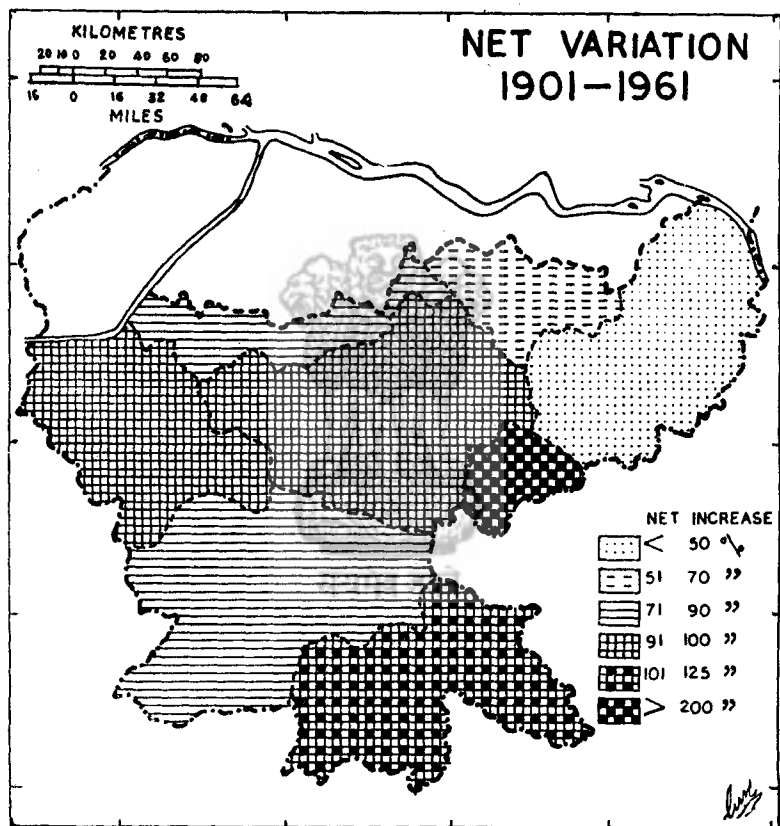 KILOMETRES
20 10 0 20 40 60 80
16 0 16 32 48 64
MILES
NET VARIATION
1901–1961
NET INCREASE
< 50 %
51 70 ”
71 90 ”
91 100 ”
101 125 ”
> 200 ”